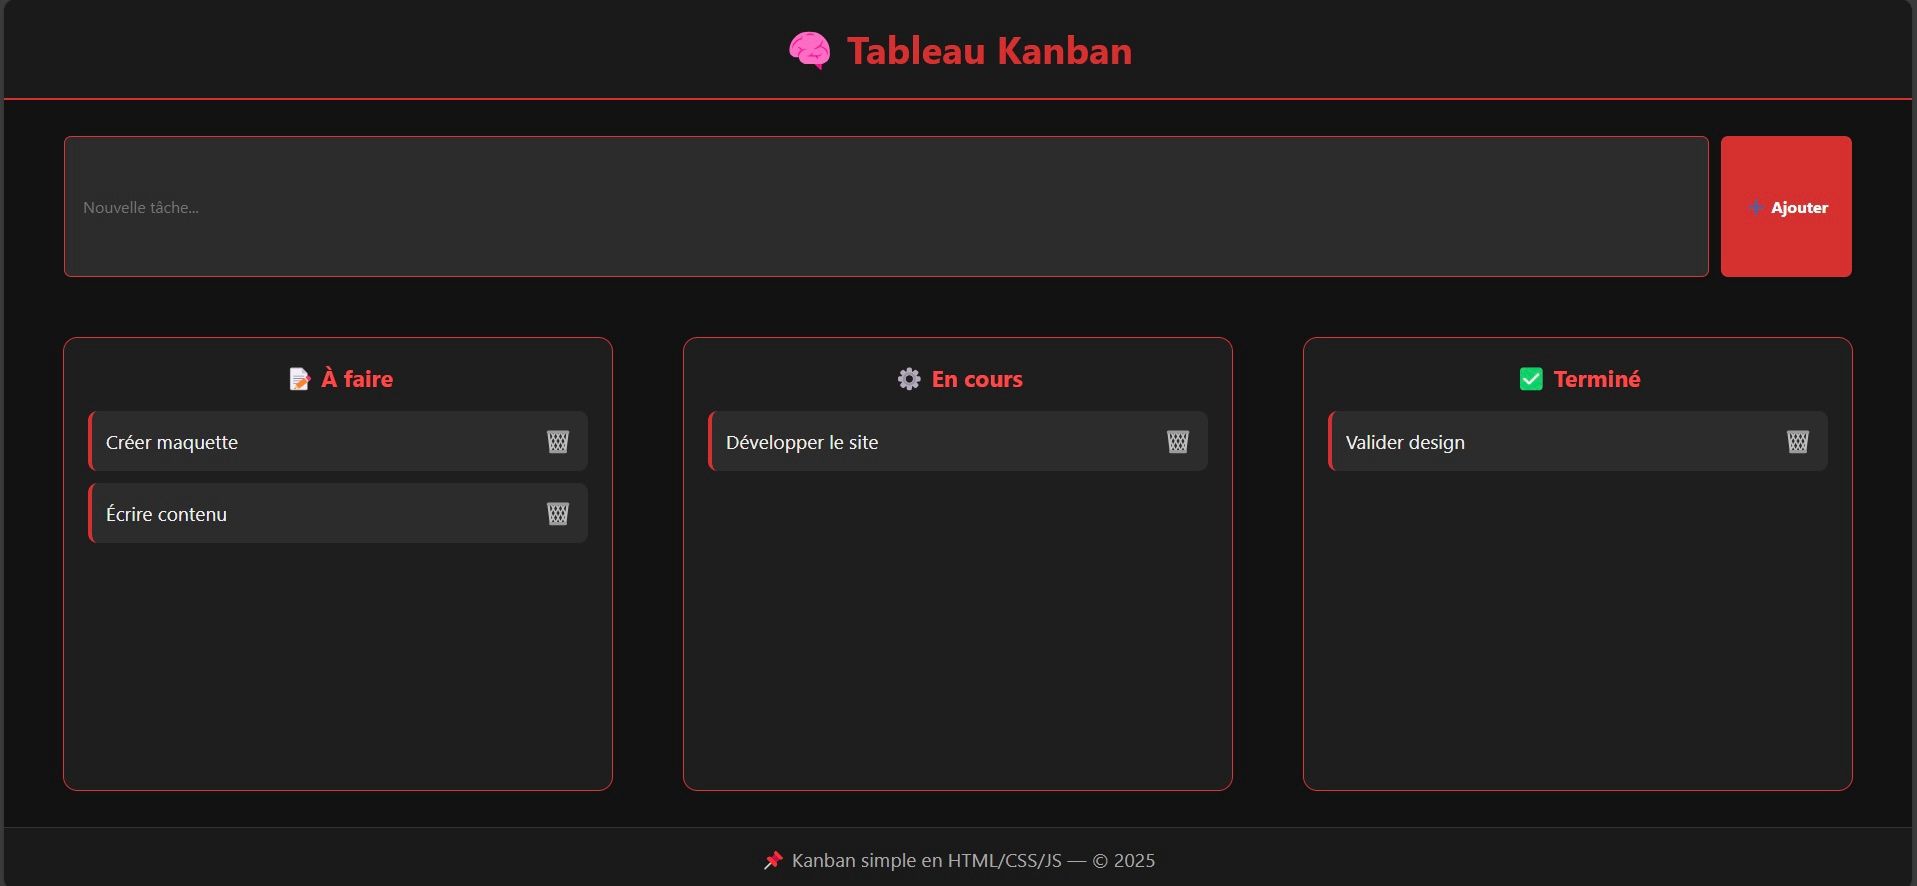 🧠 Tableau Kanban
Nouvelle tâche...
➕ Ajouter
📝 À faire
Créer maquette
Écrire contenu
⚙️ En cours
Développer le site
✅ Terminé
Valider design
📌 Kanban simple en HTML/CSS/JS — © 2025